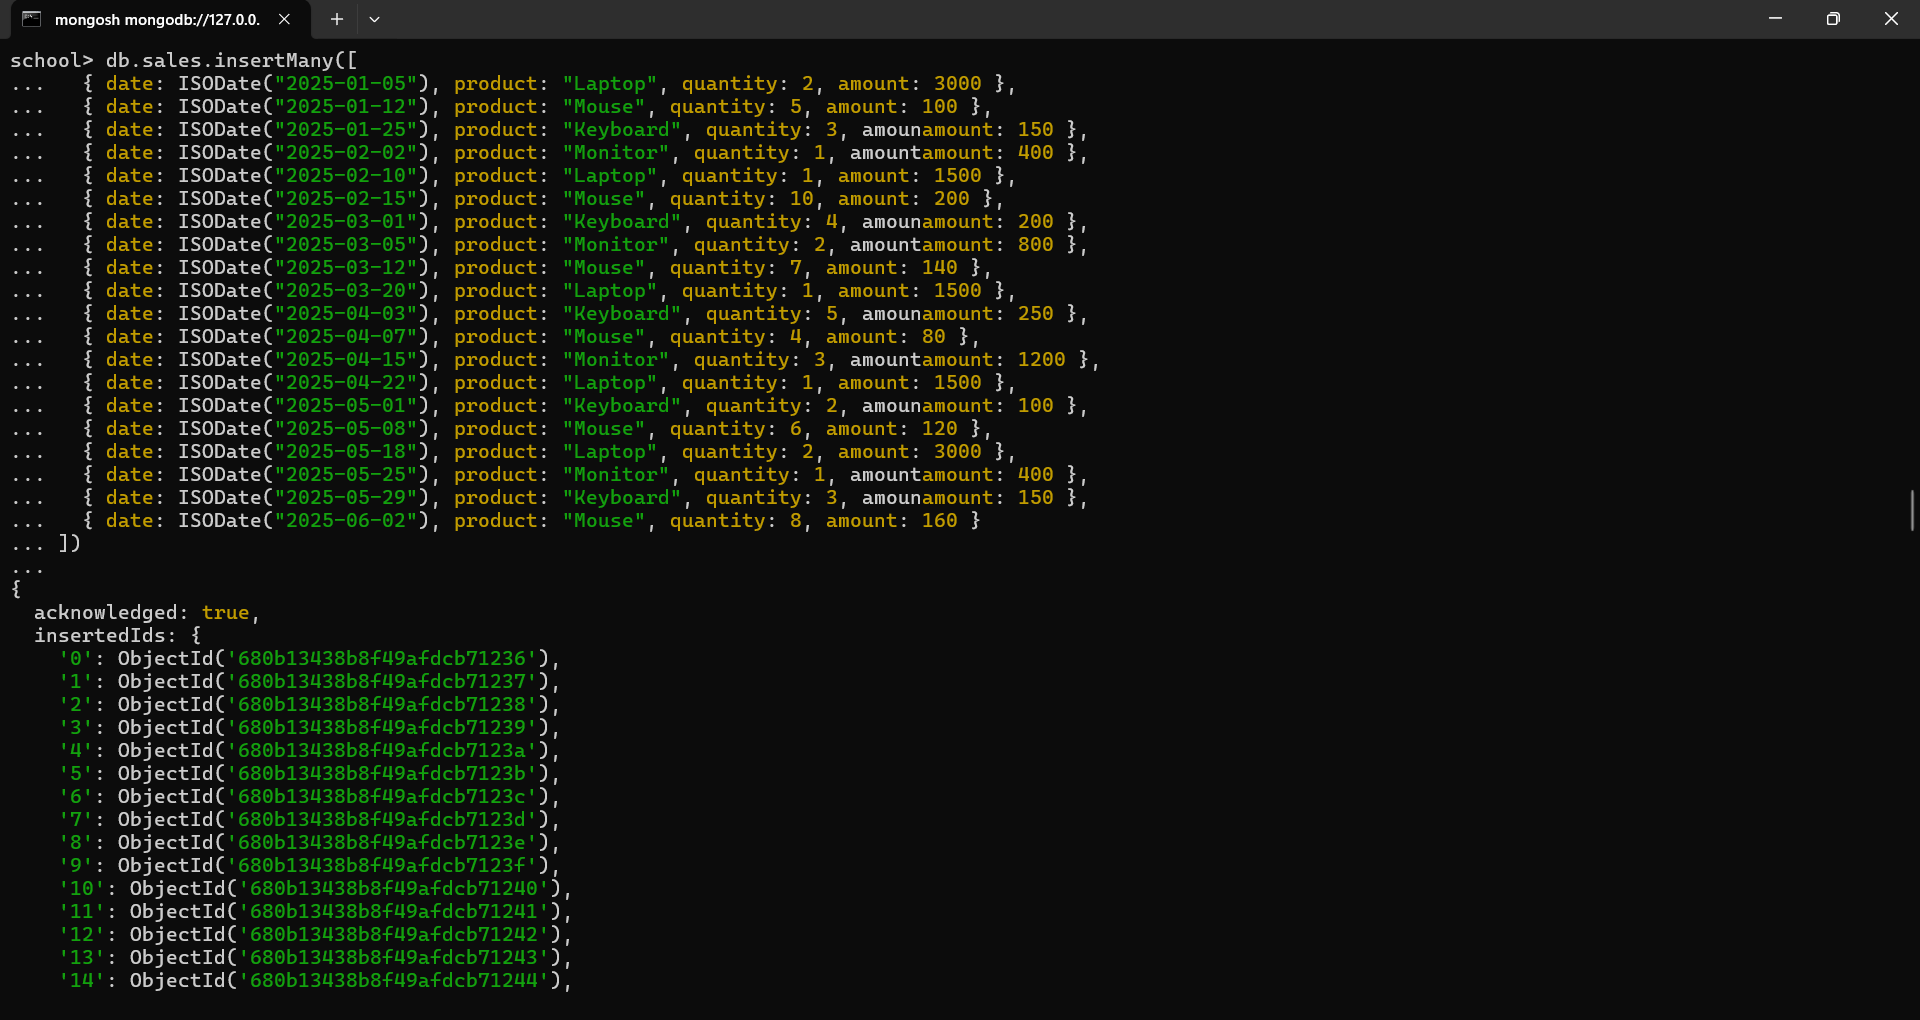 mongosh mongodb://127.0.0.
school> db.sales.insertMany([
...   { date: ISODate("2025-01-05"), product: "Laptop", quantity: 2, amount: 3000 },
...   { date: ISODate("2025-01-12"), product: "Mouse", quantity: 5, amount: 100 },
...   { date: ISODate("2025-01-25"), product: "Keyboard", quantity: 3, amounamount: 150 },
...   { date: ISODate("2025-02-02"), product: "Monitor", quantity: 1, amountamount: 400 },
...   { date: ISODate("2025-02-10"), product: "Laptop", quantity: 1, amount: 1500 },
...   { date: ISODate("2025-02-15"), product: "Mouse", quantity: 10, amount: 200 },
...   { date: ISODate("2025-03-01"), product: "Keyboard", quantity: 4, amounamount: 200 },
...   { date: ISODate("2025-03-05"), product: "Monitor", quantity: 2, amountamount: 800 },
...   { date: ISODate("2025-03-12"), product: "Mouse", quantity: 7, amount: 140 },
...   { date: ISODate("2025-03-20"), product: "Laptop", quantity: 1, amount: 1500 },
...   { date: ISODate("2025-04-03"), product: "Keyboard", quantity: 5, amounamount: 250 },
...   { date: ISODate("2025-04-07"), product: "Mouse", quantity: 4, amount: 80 },
...   { date: ISODate("2025-04-15"), product: "Monitor", quantity: 3, amountamount: 1200 },
...   { date: ISODate("2025-04-22"), product: "Laptop", quantity: 1, amount: 1500 },
...   { date: ISODate("2025-05-01"), product: "Keyboard", quantity: 2, amounamount: 100 },
...   { date: ISODate("2025-05-08"), product: "Mouse", quantity: 6, amount: 120 },
...   { date: ISODate("2025-05-18"), product: "Laptop", quantity: 2, amount: 3000 },
...   { date: ISODate("2025-05-25"), product: "Monitor", quantity: 1, amountamount: 400 },
...   { date: ISODate("2025-05-29"), product: "Keyboard", quantity: 3, amounamount: 150 },
...   { date: ISODate("2025-06-02"), product: "Mouse", quantity: 8, amount: 160 }
... ])
...
{
  acknowledged: true,
  insertedIds: {
    '0': ObjectId('680b13438b8f49afdcb71236'),
    '1': ObjectId('680b13438b8f49afdcb71237'),
    '2': ObjectId('680b13438b8f49afdcb71238'),
    '3': ObjectId('680b13438b8f49afdcb71239'),
    '4': ObjectId('680b13438b8f49afdcb7123a'),
    '5': ObjectId('680b13438b8f49afdcb7123b'),
    '6': ObjectId('680b13438b8f49afdcb7123c'),
    '7': ObjectId('680b13438b8f49afdcb7123d'),
    '8': ObjectId('680b13438b8f49afdcb7123e'),
    '9': ObjectId('680b13438b8f49afdcb7123f'),
    '10': ObjectId('680b13438b8f49afdcb71240'),
    '11': ObjectId('680b13438b8f49afdcb71241'),
    '12': ObjectId('680b13438b8f49afdcb71242'),
    '13': ObjectId('680b13438b8f49afdcb71243'),
    '14': ObjectId('680b13438b8f49afdcb71244'),